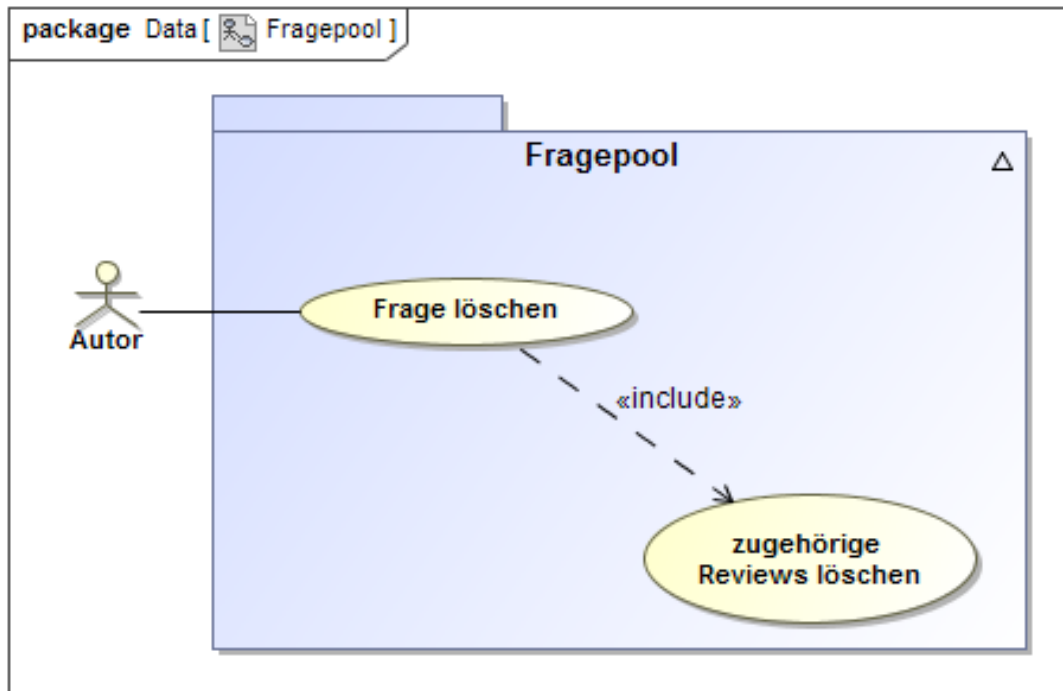 package Data [ Fragepool ]
Fragepool
Frage löschen
Autor
«include»
zugehörige
Reviews löschen